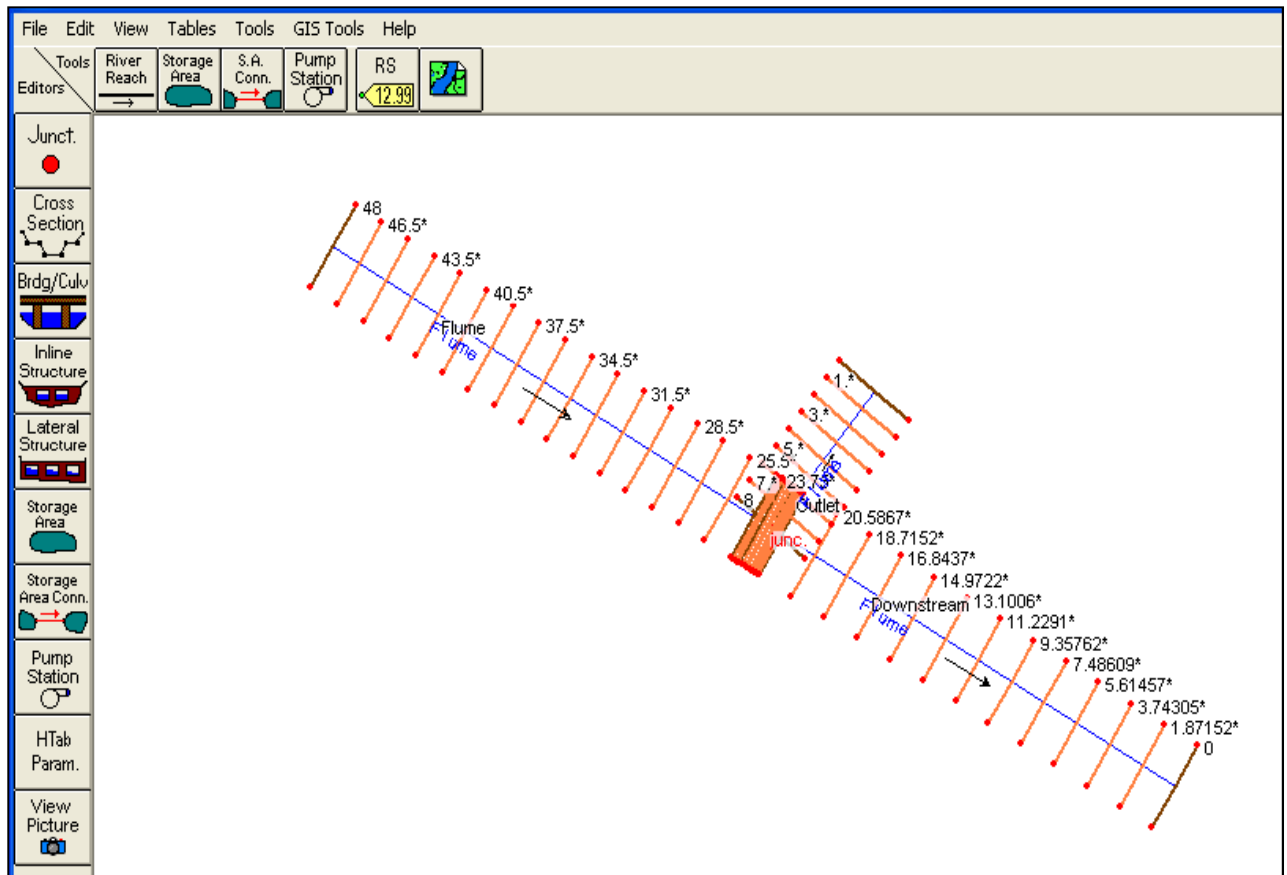 File Edit View Tables Tools GIS Tools Help
Tools
Editors
River
Reach
Storage
Area
S.A.
Conn.
Pump
Station
RS
12.99
Junct.
Cross
Section
Brdg/Culv
Inline
Structure
Lateral
Structure
Storage
Area
Storage
Area Conn.
Pump
Station
HTab
Param.
View
Picture
48
46.5*
43.5*
40.5*
37.5*
Flume
Flume
34.5*
31.5*
28.5*
1.*
3.*
5.*
25.5*
7.*
8
Flume
Outlet
junc.
20.5867*
18.7152*
16.8437*
14.9722*
Downstream
13.1006*
Flume
11.2291*
9.35762*
7.48609*
5.61457*
3.74305*
1.87152*
0